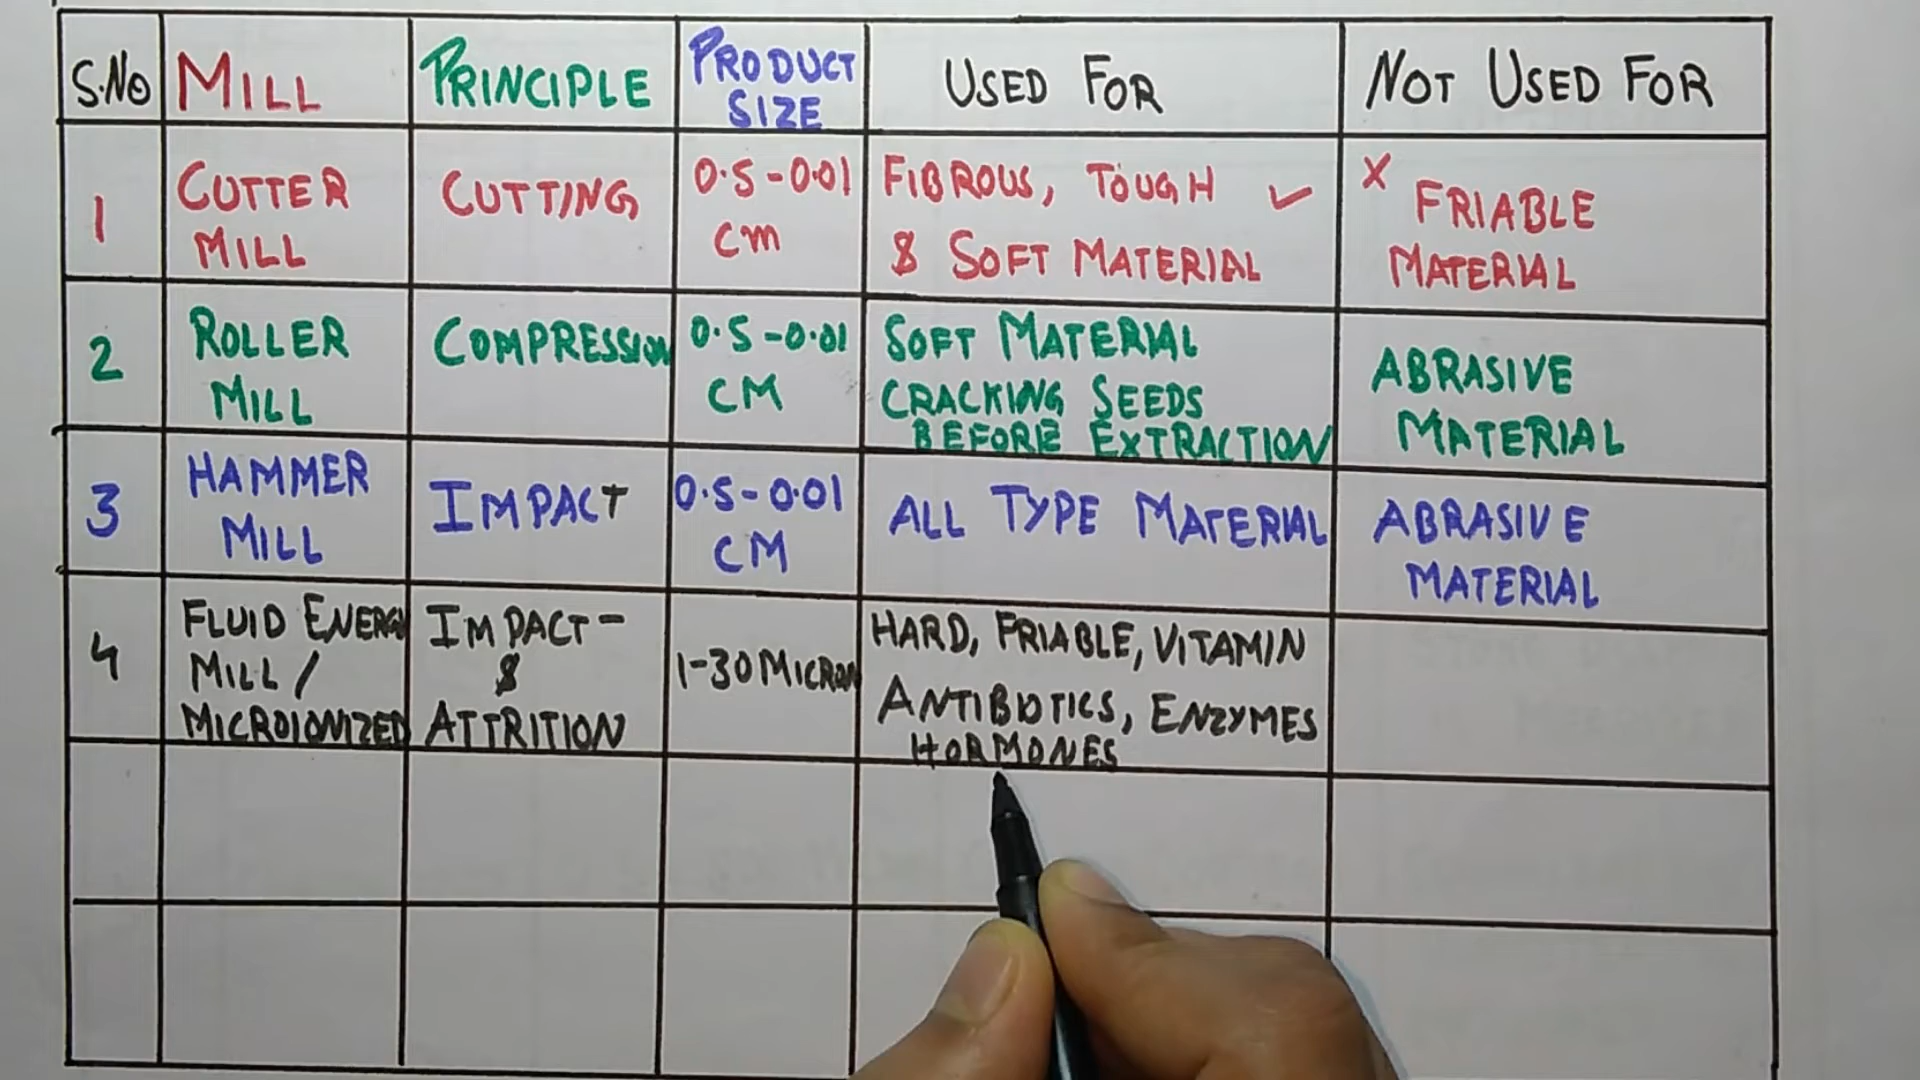 S.NO MILL PRINCIPLE PRODUCT SIZE USED FOR NOT USED FOR
1
CUTTER
MILL
CUTTING
0.5-0.01
cm
FIBROUS, TOUGH ✓
& SOFT MATERIAL
X FRIABLE
MATERIAL
2
ROLLER
MILL
COMPRESSION
0.5-0.01
CM
SOFT MATERIAL
CRACKING SEEDS
BEFORE EXTRACTION
ABRASIVE
MATERIAL
3
HAMMER
MILL
IMPACT
0.5-0.01
CM
ALL TYPE MATERIAL
ABRASIVE
MATERIAL
4
FLUID ENERGY
MILL /
MICROIONIZED
IMPACT-
&
ATTRITION
1-30 MICRON
HARD, FRIABLE, VITAMIN
ANTIBIOTICS, ENZYMES
HORMONES